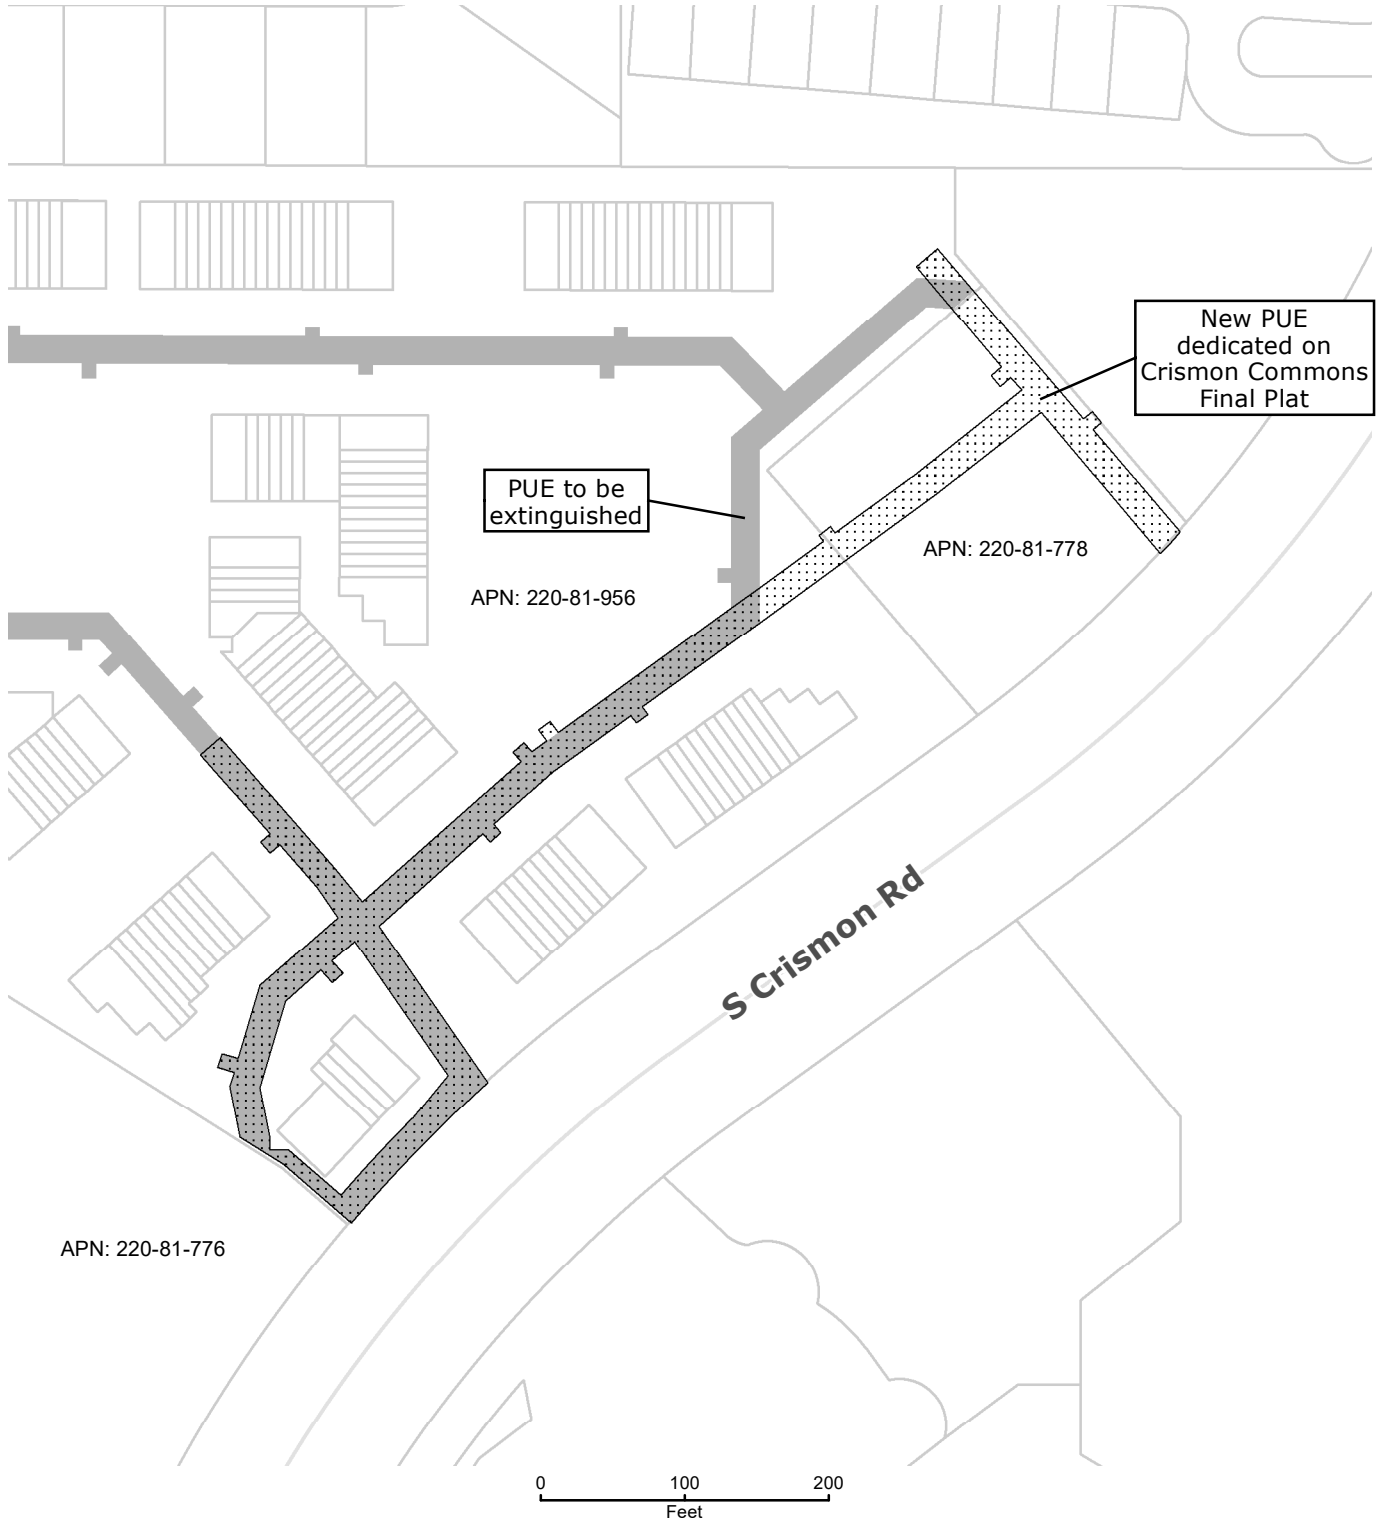 New PUE
dedicated on
Crismon Commons
Final Plat
PUE to be
extinguished
APN: 220-81-778
APN: 220-81-956
S Crismon Rd
APN: 220-81-776
0 100 200
Feet